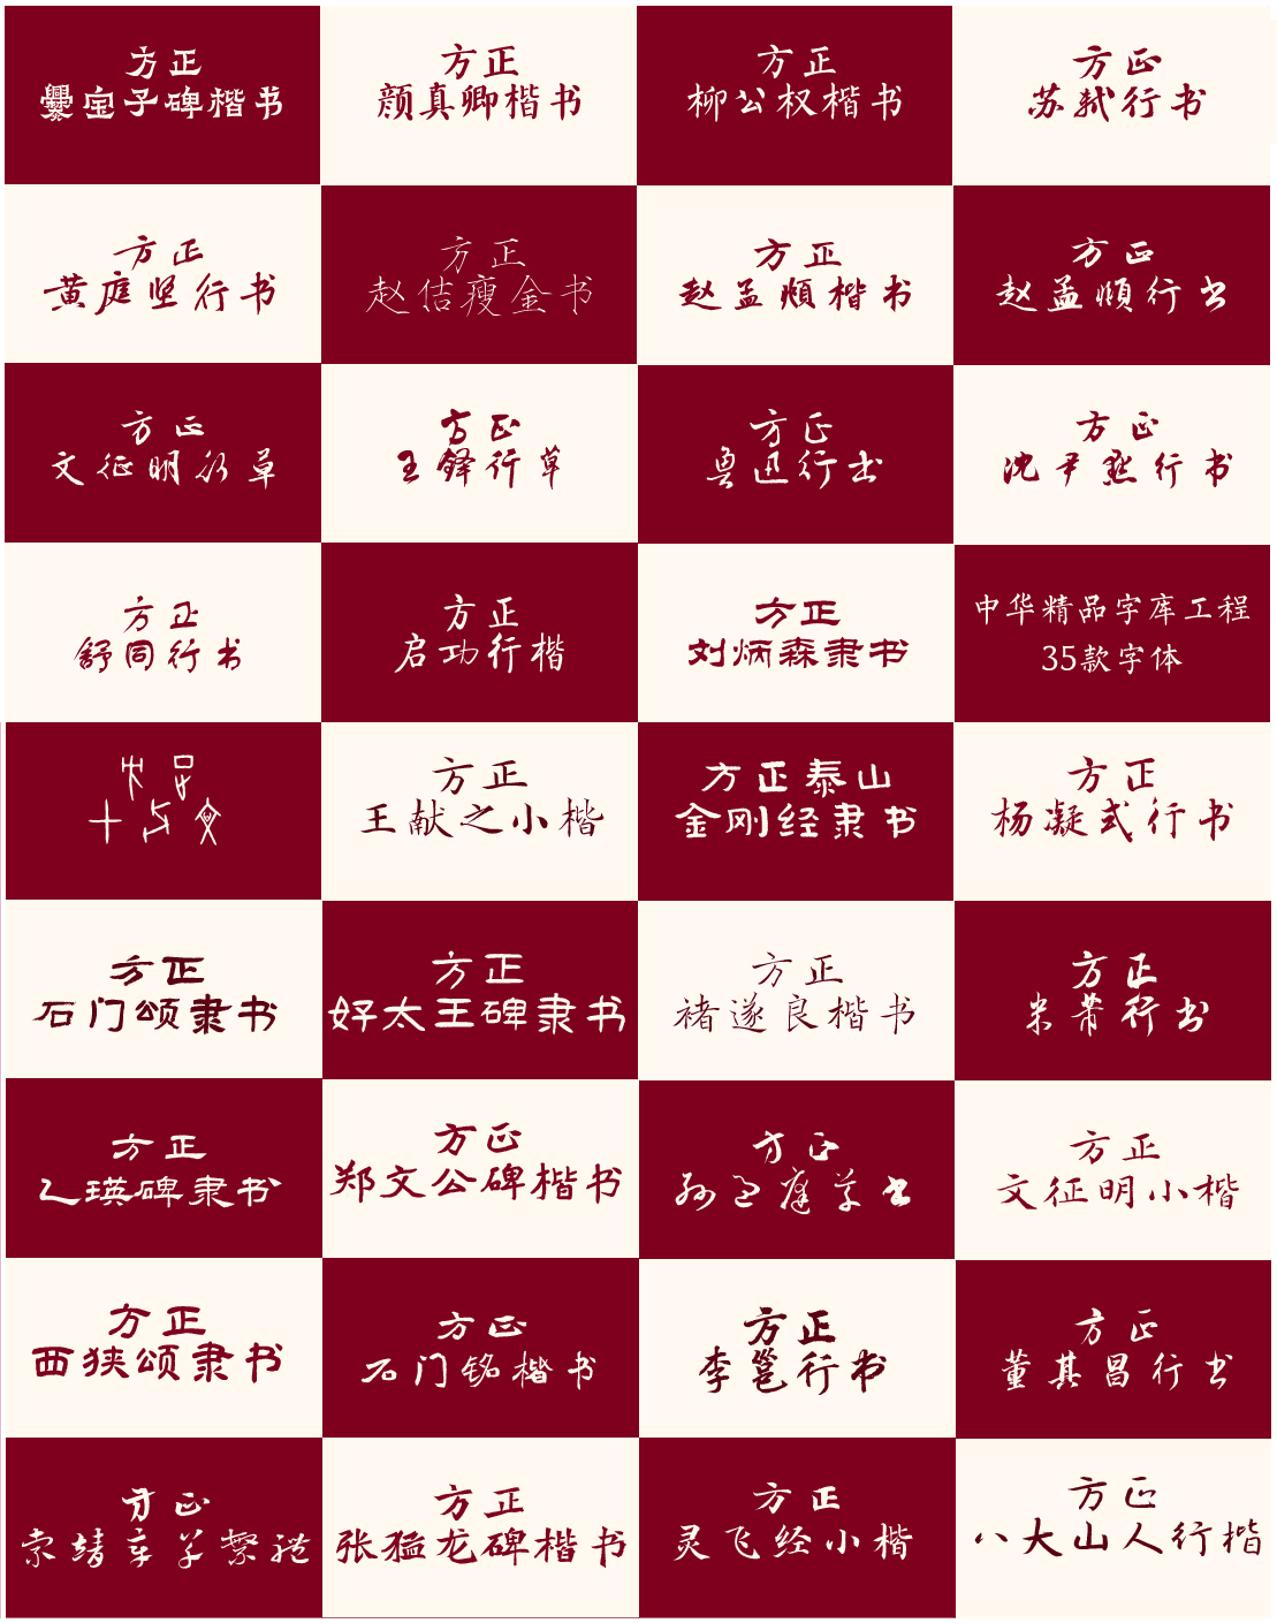 方正
爨宝子碑楷书
方正
颜真卿楷书
方正
柳公权楷书
方正
苏轼行书
方正
黄庭坚行书
方正
赵佶瘦金书
方正
赵孟頫楷书
方正
赵孟頫行书
方正
文征明行草
方正
王铎行草
方正
鲁迅行书
方正
沈尹默行书
方正
舒同行书
方正
启功行楷
方正
刘炳森隶书
中华精品字库工程
35款字体
方正
甲骨文
方正
王献之小楷
方正泰山
金刚经隶书
方正
杨凝式行书
方正
石门颂隶书
方正
好太王碑隶书
方正
褚遂良楷书
方正
米芾行书
方正
乙瑛碑隶书
方正
郑文公碑楷书
方正
孙过庭草书
方正
文征明小楷
方正
西狭颂隶书
方正
石门铭楷书
方正
李邕行书
方正
董其昌行书
方正
索靖章草繁體
方正
张猛龙碑楷书
方正
灵飞经小楷
方正
八大山人行楷